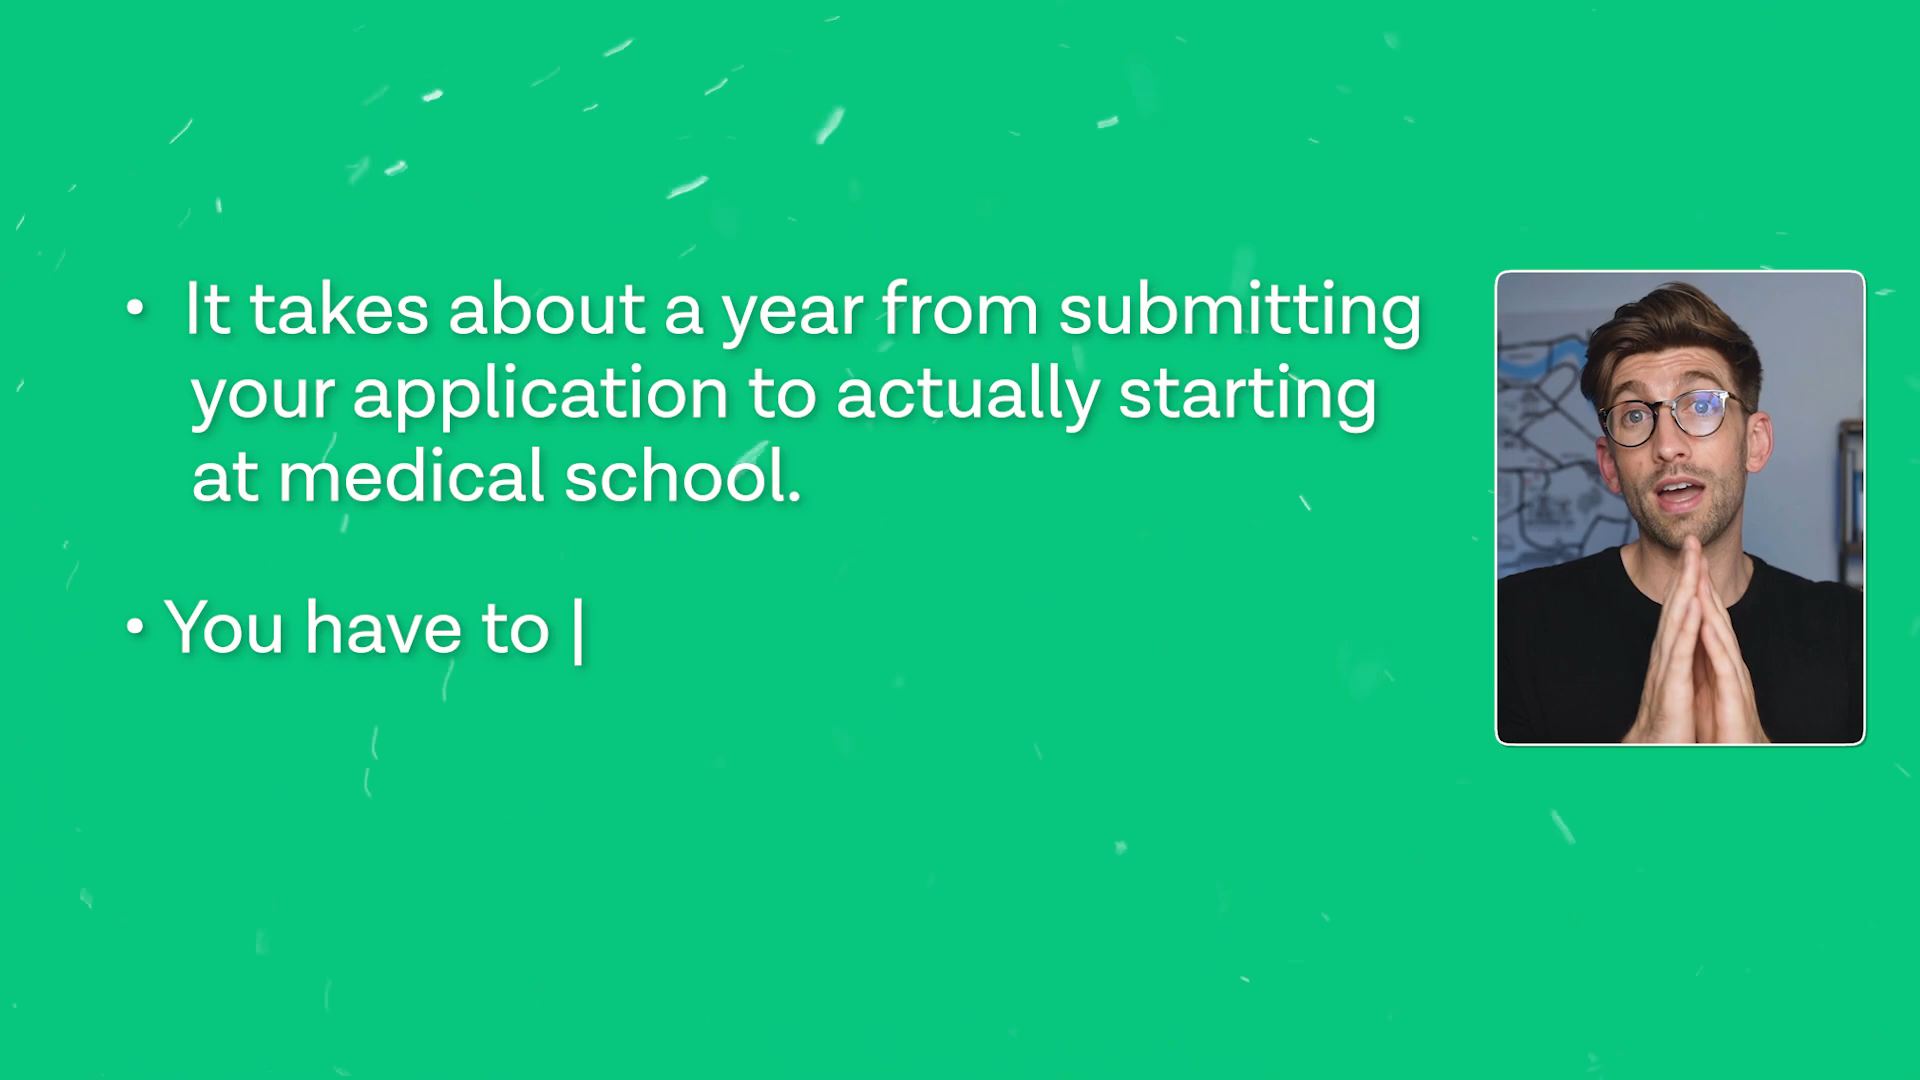 • It takes about a year from submitting
your application to actually starting
at medical school.
• You have to |